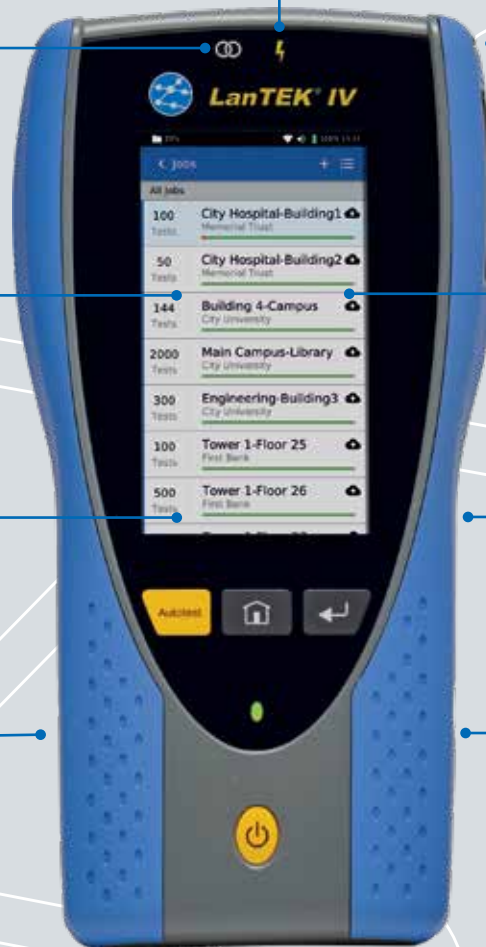 LanTEK® IV
Jobs
All Jobs
100 City Hospital-Building1
Tests Memorial Trust
50 City Hospital-Building2
Tests Memorial Trust
144 Building 4-Campus
Tests City University
2000 Main Campus-Library
Tests City University
300 Engineering-Building3
Tests City University
100 Tower 1-Floor 25
Tests First Bank
500 Tower 1-Floor 26
Tests First Bank
Autotest